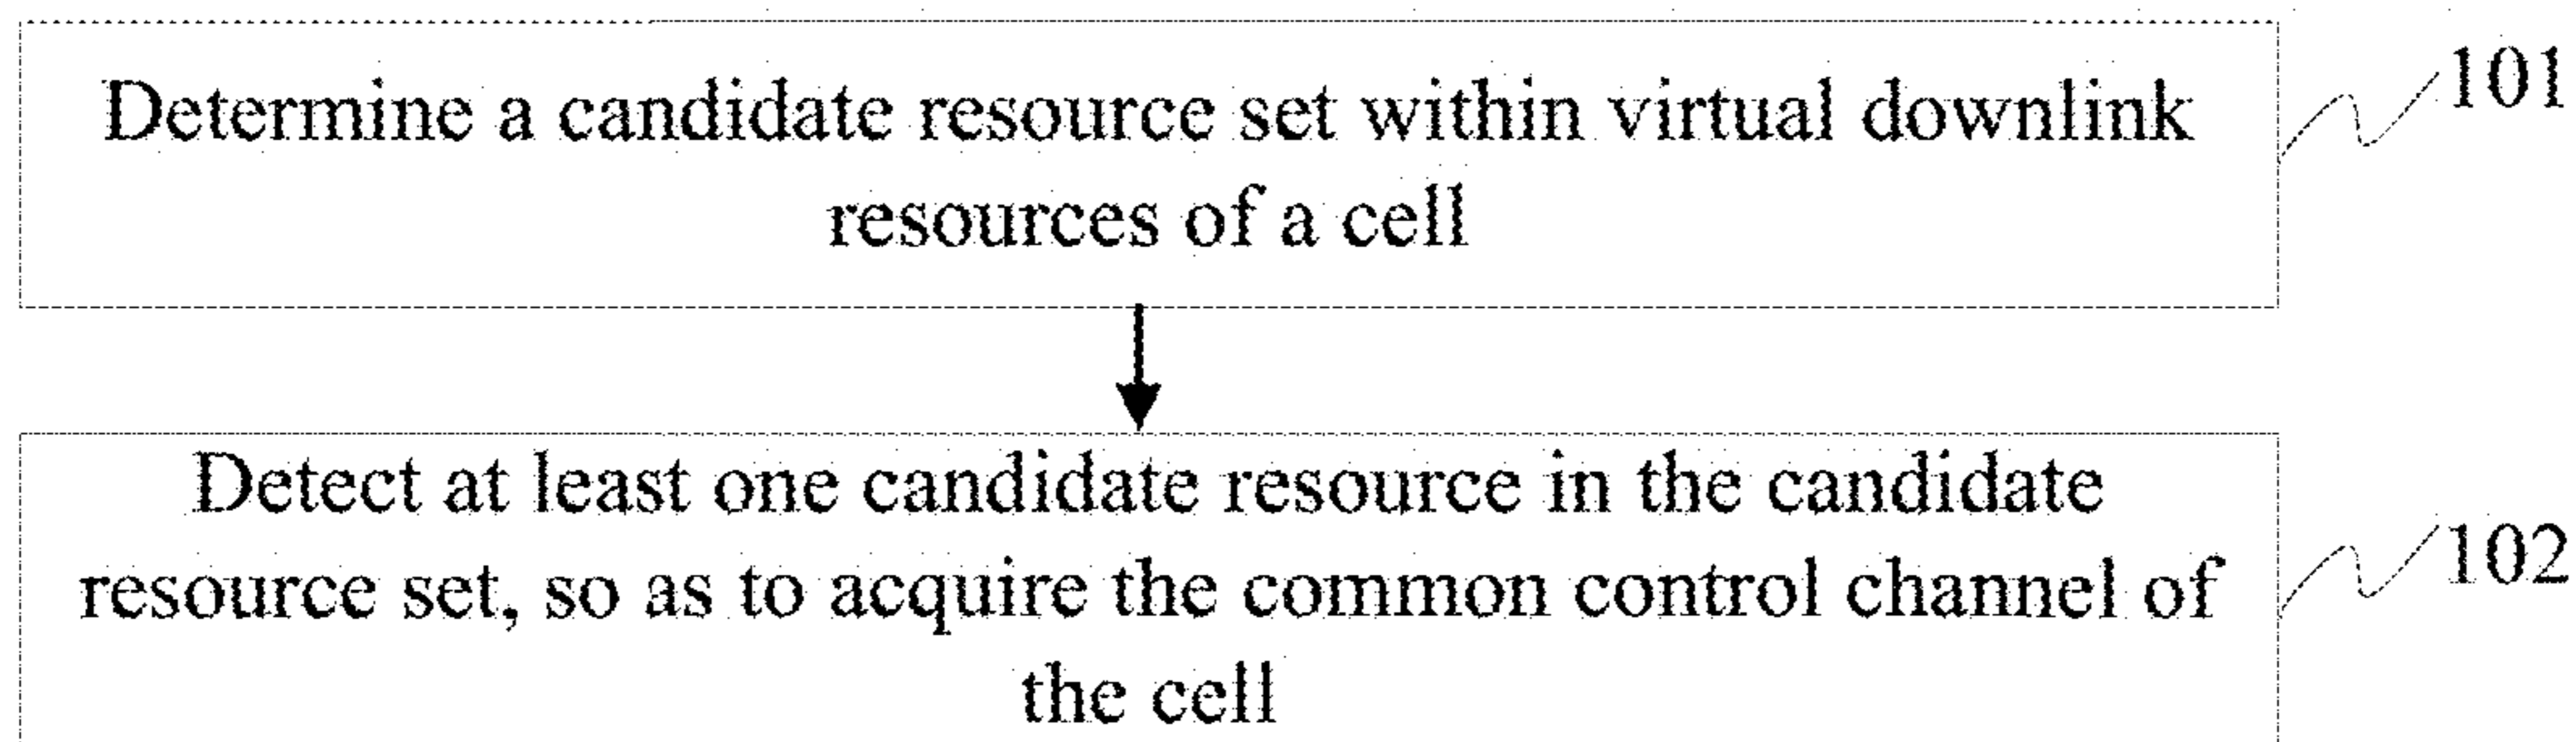 Determine a candidate resource set within virtual downlink
resources of a cell
101
Detect at least one candidate resource in the candidate
resource set, so as to acquire the common control channel of
the cell
102